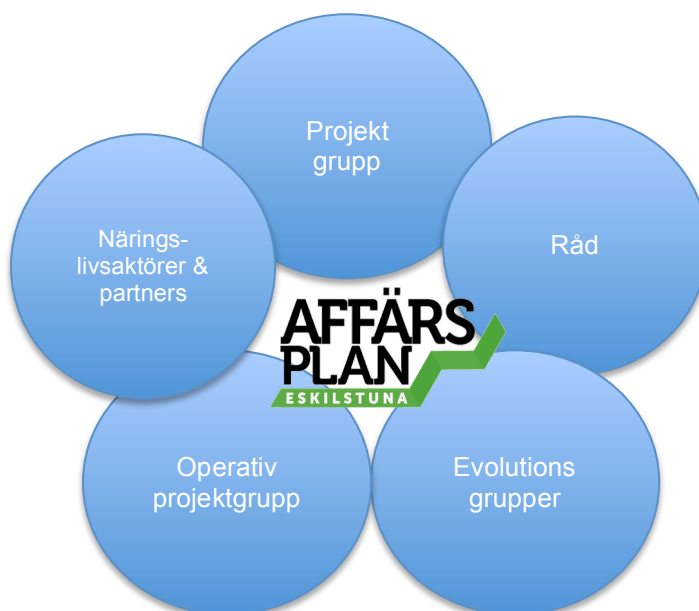 Projekt
grupp
Råd
Närings-
livsaktörer &
partners
AFFÄRS
PLAN
ESKILSTUNA
Operativ
projektgrupp
Evolutions
grupper